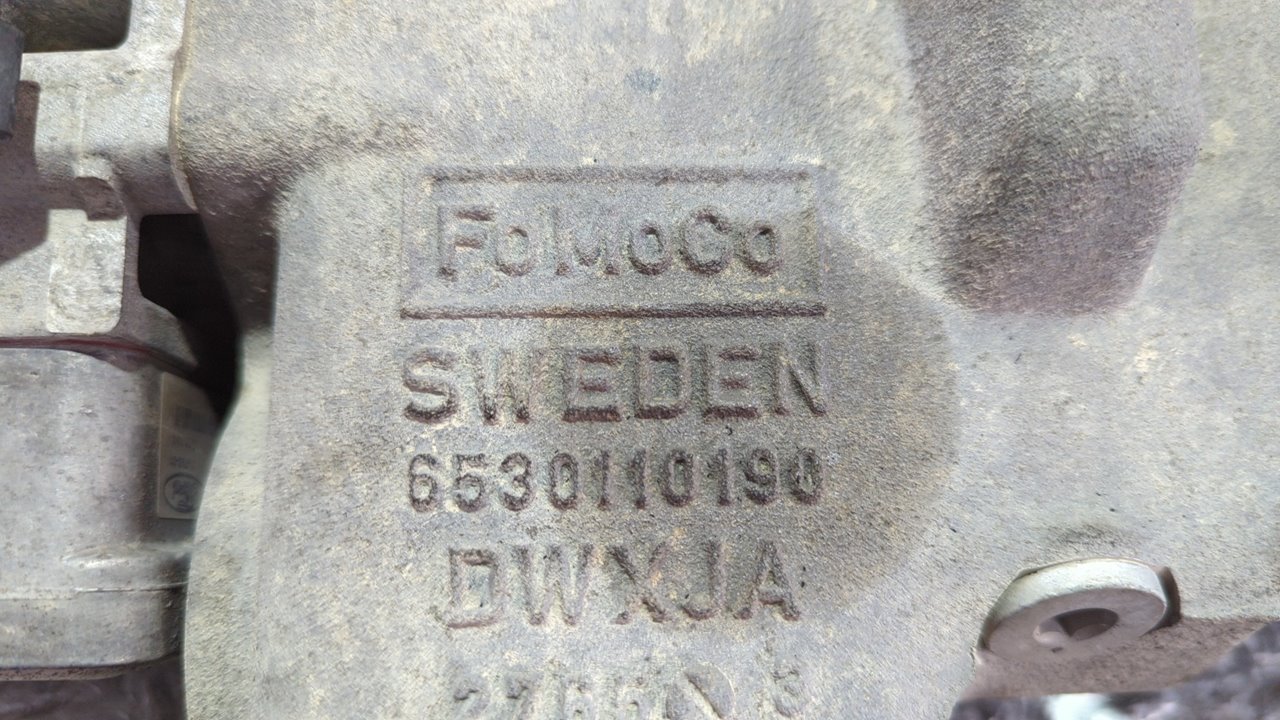 FoMoCo
SWEDEN
6530110190
DWXJA